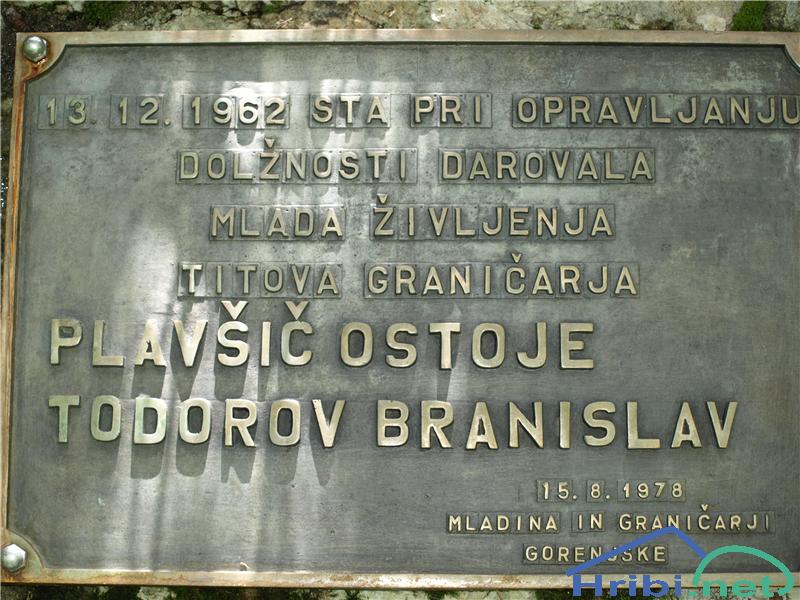 13. 12. 1962 STA PRI OPRAVLJANJU
DOLŽNOSTI DAROVALA
MLADA ŽIVLJENJA
TITOVA GRANIČARJA
PLAVŠIČ OSTOJE
TODOROV BRANISLAV
15. 8. 1978
MLADINA IN GRANIČARJI
GORENJSKE
Hribi.net